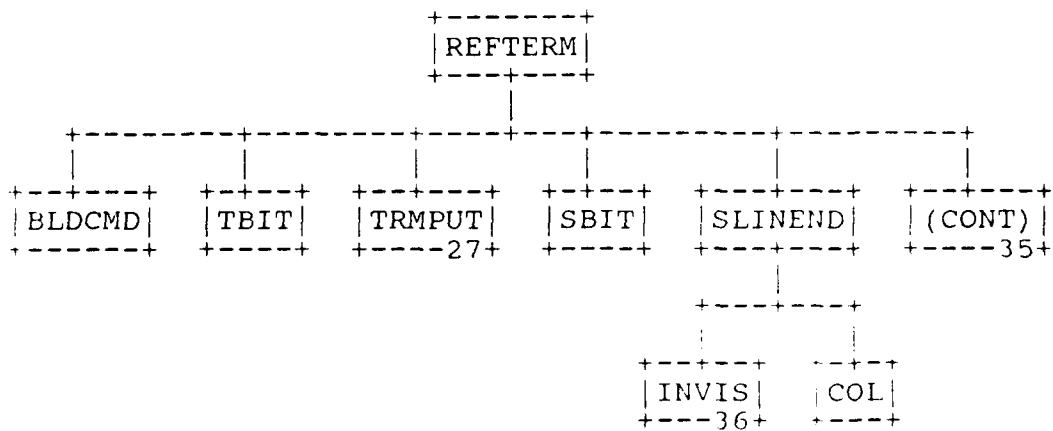 REFTERM
BLDCMD TBIT TRMPUT SBIT SLINEND (CONT)
27 35
INVIS COL
36